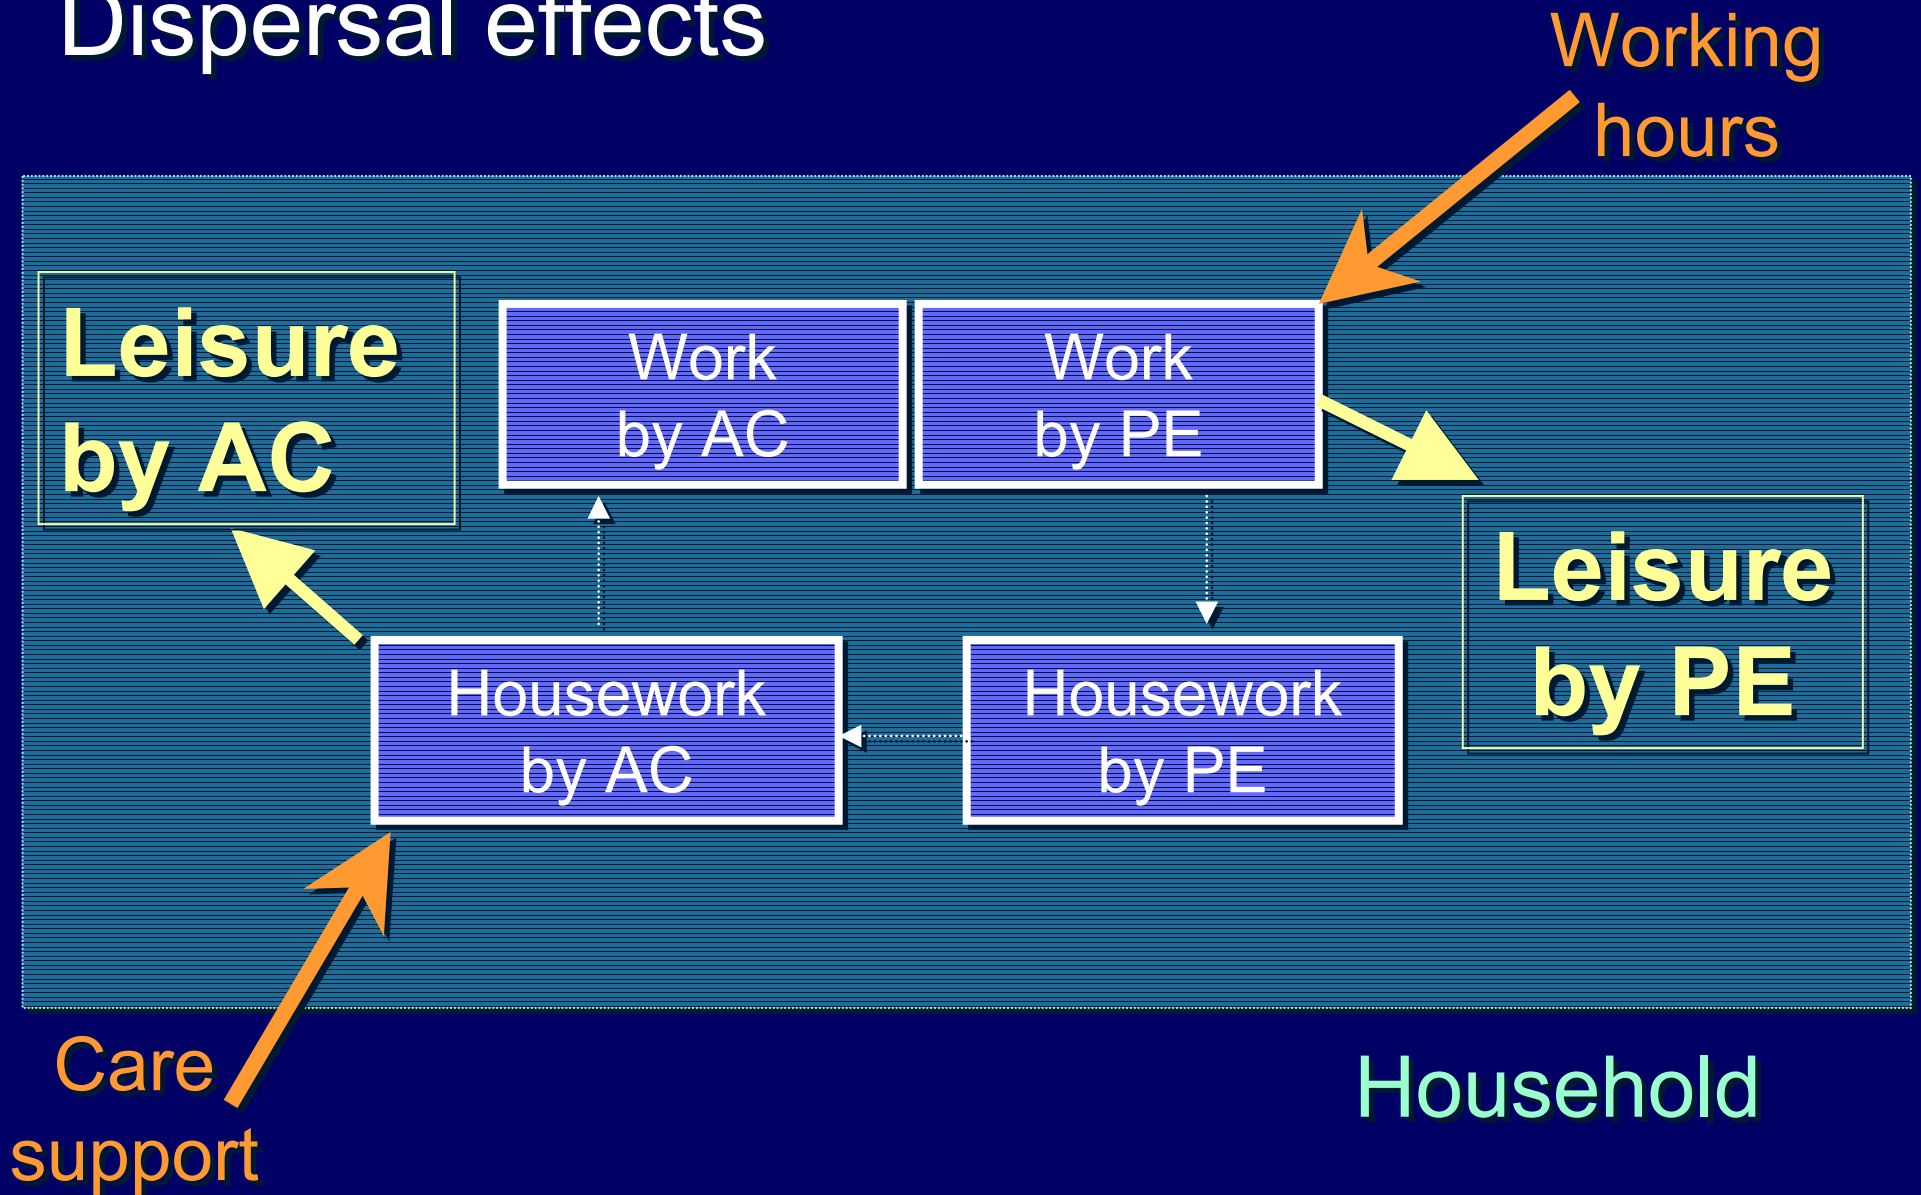 Dispersal effects
Working
hours
Leisure
by AC
Work
by AC
Work
by PE
Leisure
by PE
Housework
by AC
Housework
by PE
Care
support
Household